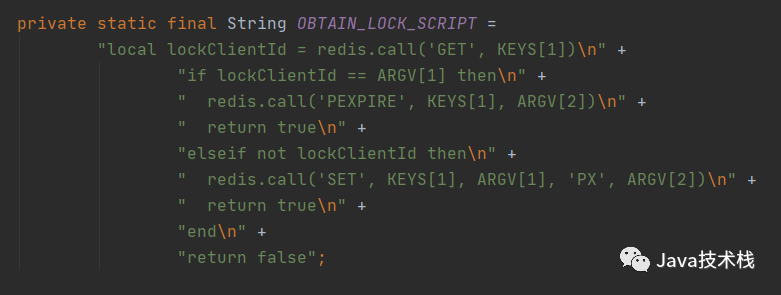 private static final String OBTAIN_LOCK_SCRIPT =
"local lockClientId = redis.call('GET', KEYS[1])\n" +
"if lockClientId == ARGV[1] then\n" +
"  redis.call('PEXPIRE', KEYS[1], ARGV[2])\n" +
"  return true\n" +
"elseif not lockClientId then\n" +
"  redis.call('SET', KEYS[1], ARGV[1], 'PX', ARGV[2])\n" +
"  return true\n" +
"end\n" +
"return false";
Java技术栈